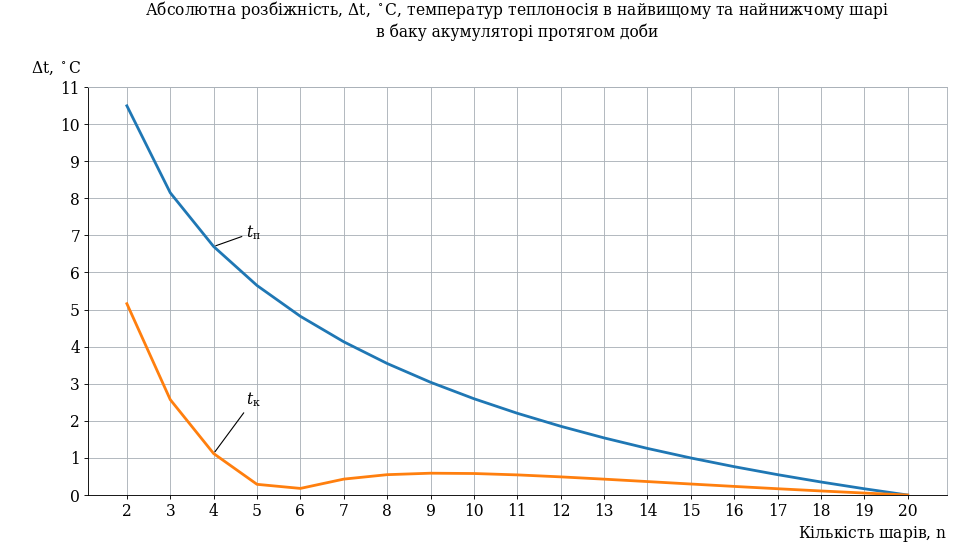 Абсолютна розбіжність, Δt, ˚C, температур теплоносія в найвищому та найнижчому шарі
в баку акумуляторі протягом доби
Δt, ˚C
11
10
9
8
7
6
5
4
3
2
1
0
tп
tк
2 3 4 5 6 7 8 9 10 11 12 13 14 15 16 17 18 19 20
Кількість шарів, n